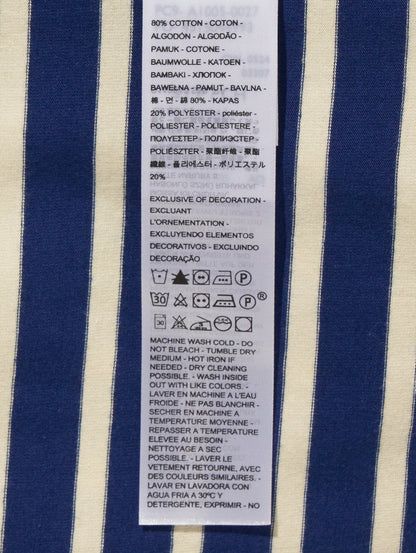 80% COTTON - COTON -
ALGODÓN - ALGODÃO -
PAMUK - COTONE -
BAUMWOLLE - KATOEN -
BAMBAKI - ХЛОПОК -
BAWEŁNA - PAMUT - BAVLNA -
棉 - 면 - 綿 80% - KAPAS
20% POLYESTER - poliéster -
POLIESTER - POLIESTERE -
ΠΟΛΥΕΣΤΕΡ - ПОЛИЭСТЕР -
POLIÉSZTER - 聚酯纤维 - 聚酯
纖維 - 폴리에스터 - ポリエステル
20%
EXCLUSIVE OF DECORATION -
EXCLUANT
L'ORNEMENTATION -
EXCLUYENDO ELEMENTOS
DECORATIVOS - EXCLUINDO
DECORAÇÃO
P
30 P ®
30
MACHINE WASH COLD - DO
NOT BLEACH - TUMBLE DRY
MEDIUM - HOT IRON IF
NEEDED - DRY CLEANING
POSSIBLE. - WASH INSIDE
OUT WITH LIKE COLORS. -
LAVER EN MACHINE A L'EAU
FROIDE - NE PAS BLANCHIR -
SECHER EN MACHINE A
TEMPERATURE MOYENNE -
REPASSER A TEMPERATURE
ELEVEE AU BESOIN -
NETTOYAGE A SEC
POSSIBLE. - LAVER LE
VETEMENT RETOURNE, AVEC
DES COULEURS SIMILAIRES. -
LAVAR EN LAVADORA CON
AGUA FRIA A 30ºC Y
DETERGENTE, EXPRIMIR - NO